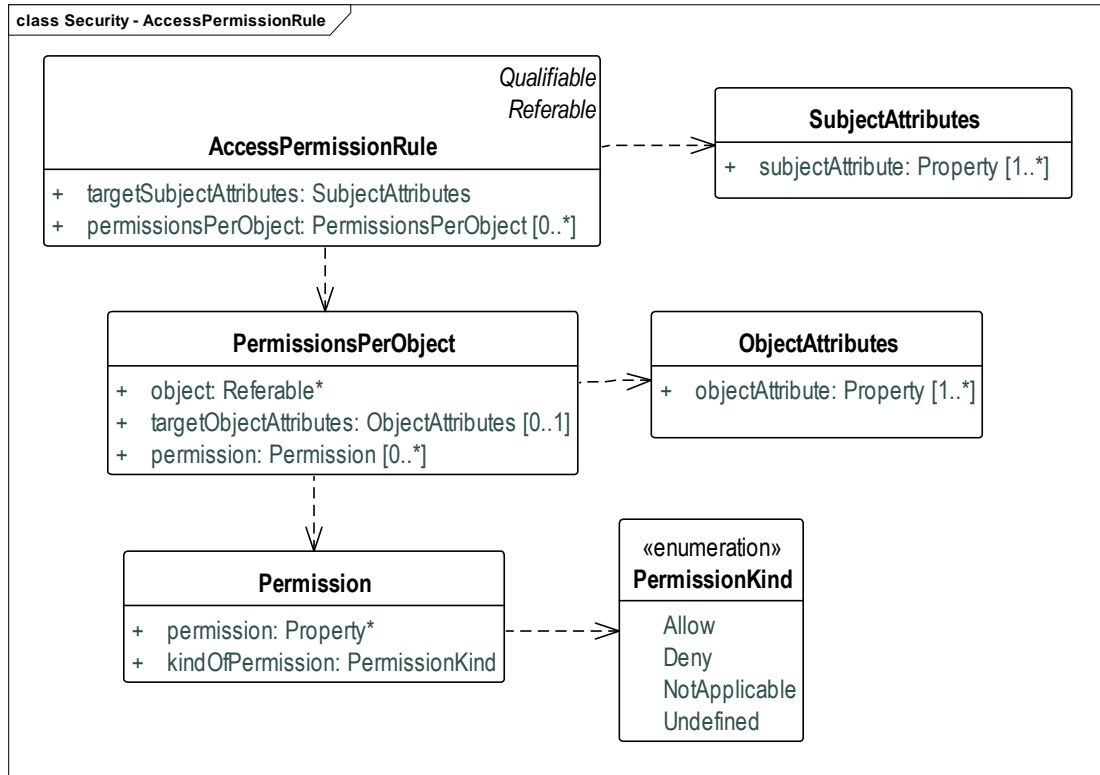 class Security - AccessPermissionRule
Qualifiable
Referable
AccessPermissionRule
+ targetSubjectAttributes: SubjectAttributes
+ permissionsPerObject: PermissionsPerObject [0..*]
SubjectAttributes
+ subjectAttribute: Property [1..*]
PermissionsPerObject
+ object: Referable*
+ targetObjectAttributes: ObjectAttributes [0..1]
+ permission: Permission [0..*]
ObjectAttributes
+ objectAttribute: Property [1..*]
Permission
+ permission: Property*
+ kindOfPermission: PermissionKind
«enumeration»
PermissionKind
Allow
Deny
NotApplicable
Undefined